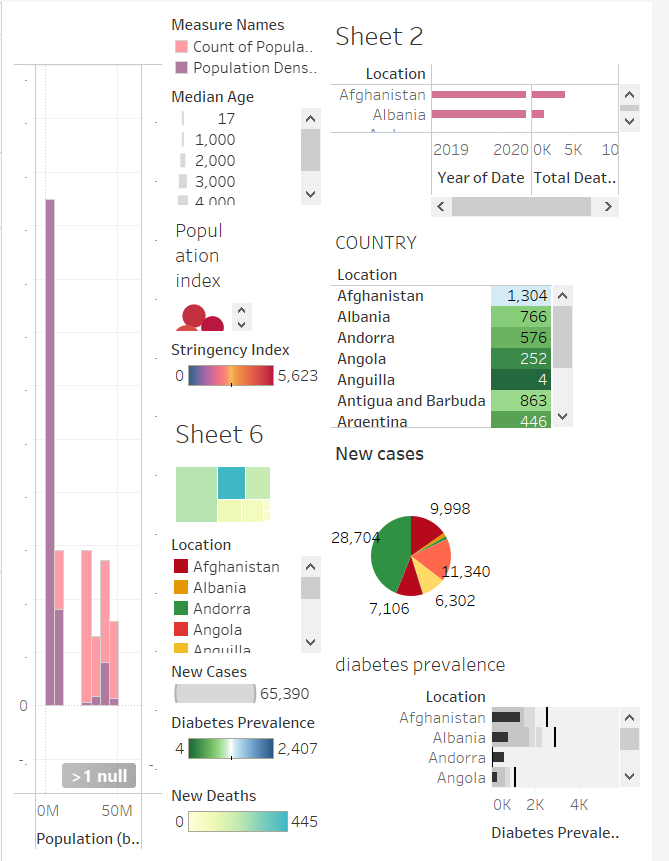 0
>1 null
0M
50M
Population (b..
Measure Names
Count of Popula..
Population Dens..
Median Age
17
1,000
2,000
3,000
4,000
Popul
ation
index
Stringency Index
0
5,623
Sheet 6
Location
Afghanistan
Albania
Andorra
Angola
Anguilla
New Cases
65,390
Diabetes Prevalence
4
2,407
New Deaths
0
445
Sheet 2
Location
Afghanistan
Albania
2019
2020
0K
5K
10
Year of Date
Total Deat..
COUNTRY
Location
Afghanistan 1,304
Albania 766
Andorra 576
Angola 252
Anguilla 4
Antigua and Barbuda 863
Argentina 446
New cases
9,998
28,704
11,340
6,302
7,106
diabetes prevalence
Location
Afghanistan
Albania
Andorra
Angola
0K
2K
4K
Diabetes Prevale..